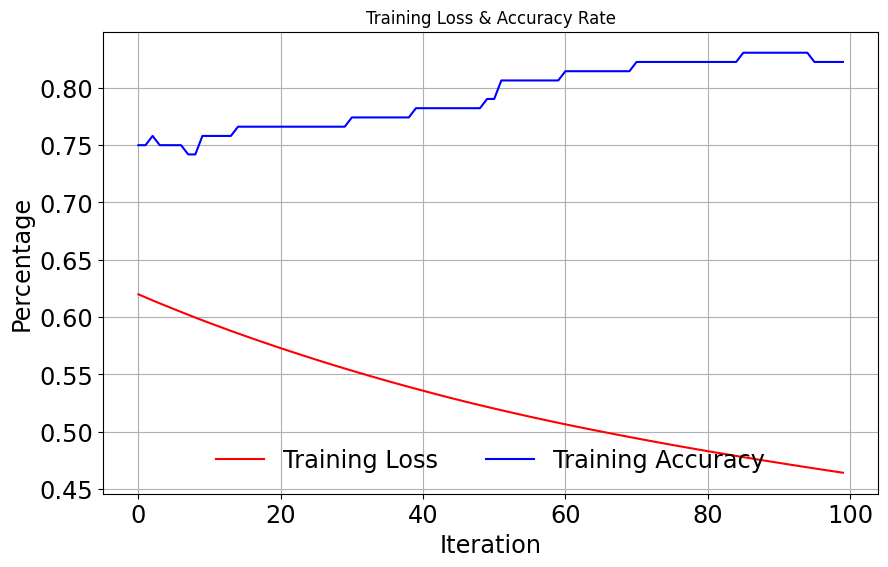 Training Loss & Accuracy Rate
0.80
0.75
0.70
0.65
0.60
0.55
0.50
0.45
Percentage
Training Loss Training Accuracy
0 20 40 60 80 100
Iteration